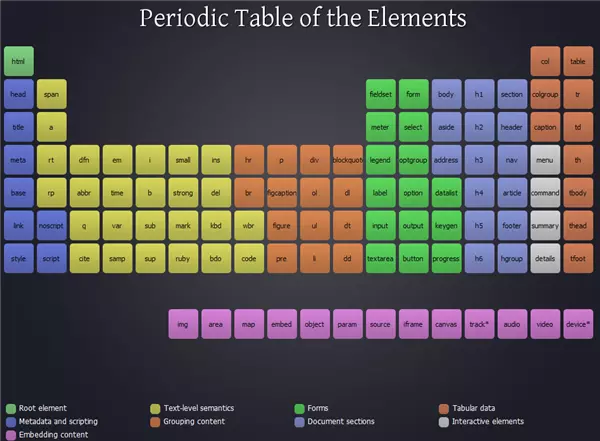 Periodic Table of the Elements
html col table
head span fieldset form body h1 section colgroup tr
title a meter select aside h2 header caption td
meta rt dfn em i small ins hr p div blockquote legend optgroup address h3 nav menu th
base rp abbr time b strong del br figcaption ol dl label option datalist h4 article command tbody
link noscript q var sub mark kbd wbr figure ul dt input output keygen h5 footer summary thead
style script cite samp sup ruby bdo code pre li dd textarea button progress h6 hgroup details tfoot
img area map embed object param source iframe canvas track* audio video device*
Root element Text-level semantics Forms Tabular data
Metadata and scripting Grouping content Document sections Interactive elements
Embedding content